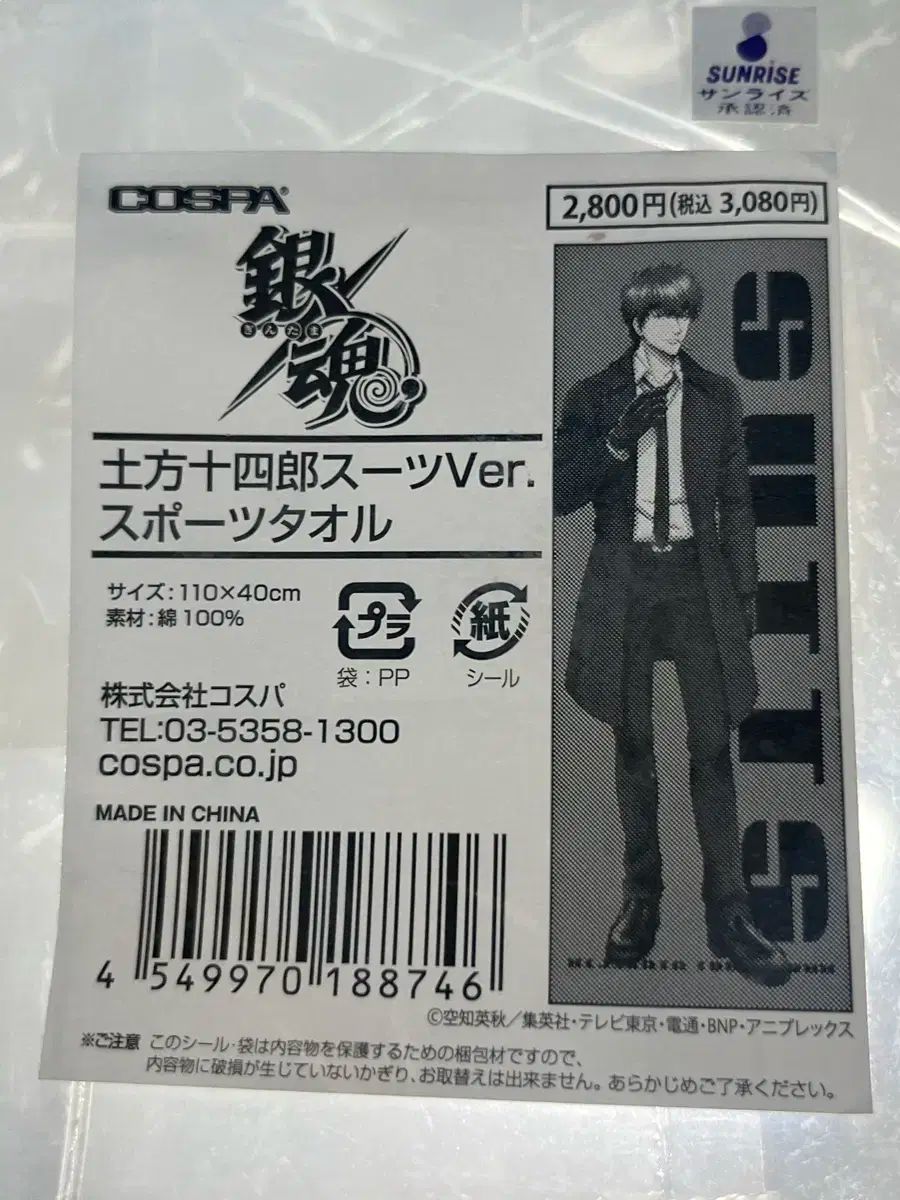 SUNRISE
サンライズ
承認済
COSPA®
2,800円(税込 3,080円)
銀魂
ぎんたま
土方十四郎スーツVer.
スポーツタオル
サイズ:110×40cm
素材:綿100%
プラ
袋:PP
紙
シール
株式会社コスパ
TEL:03-5358-1300
cospa.co.jp
MADE IN CHINA
4 549970 188746
SUITS
©空知英秋/集英社・テレビ東京・電通・BNP・アニプレックス
※ご注意 このシール・袋は内容物を保護するための梱包材ですので、
内容物に破損が生じていないかぎり、お取替えは出来ません。あらかじめご了承ください。